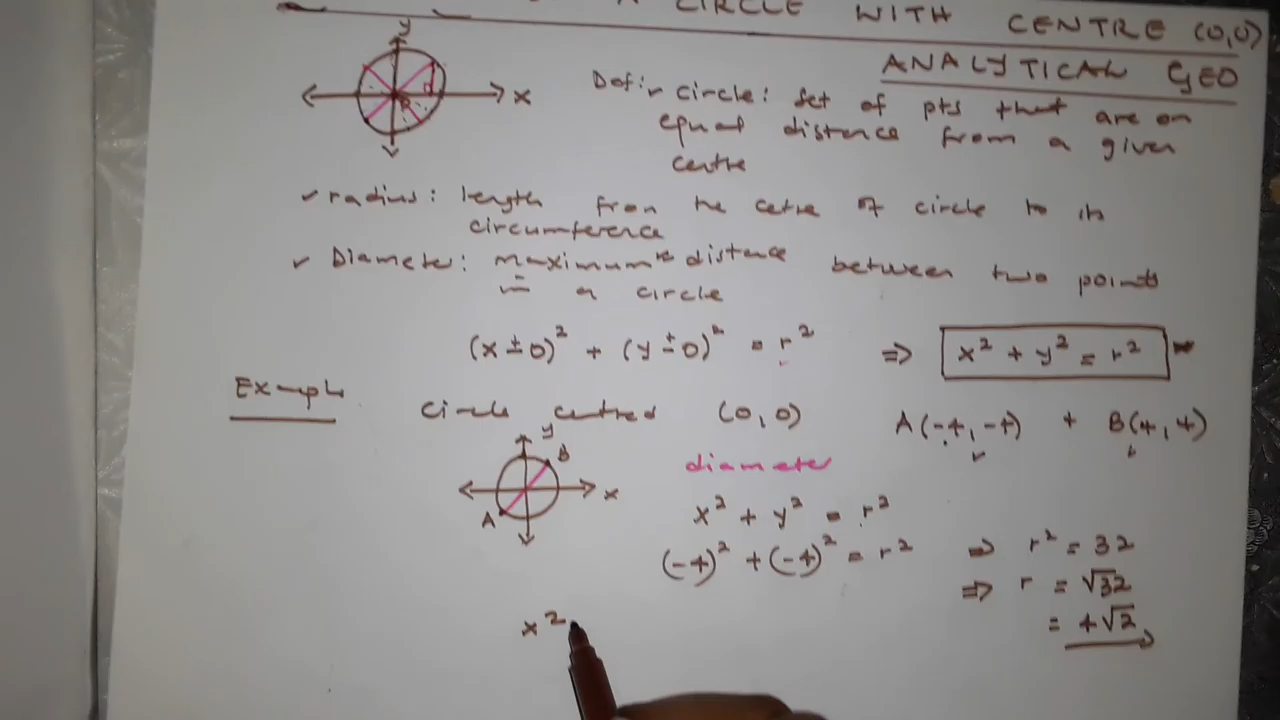 A CIRCLE WITH CENTRE (0,0)
ANALYTICAL GEO
y
x
Defin circle: set of pts that are on
equal distance from a given
centre
✓ radius: length from the centre of circle to its
circumference
✓ Diameter: maximum distance between two points
in a circle
(x ± 0)² + (y ± 0)² = r² ⇒ x² + y² = r²
Example
circle centred (0,0) A(-4,-4) + B(4,4)
y
B
diameter
x
A
x² + y² = r²
(-4)² + (-4)² = r² ⇒ r² = 32
⇒ r = √32
= 4√2
x²